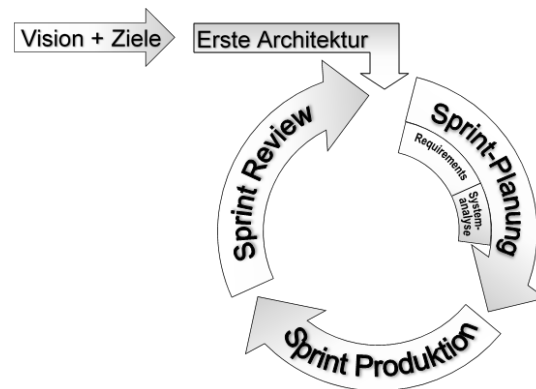 Vision + Ziele
Erste Architektur
Sprint-Planung
Requirements
System-
analyse
Sprint Produktion
Sprint Review